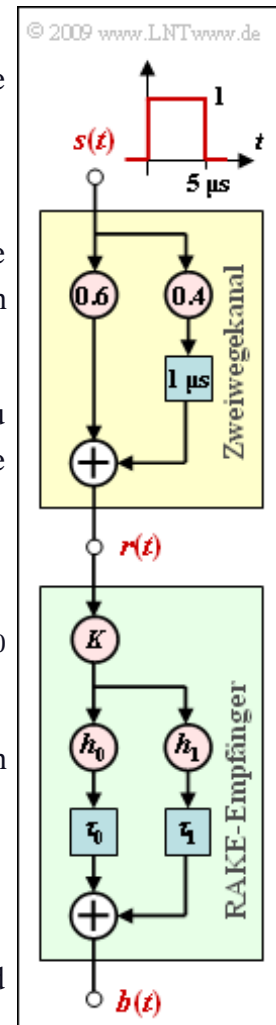 © 2009 www.LNTwww.de
e
1
s(t)
t
5 µs
e
n
0.6
0.4
1 µs
Zweiwegekanal
u
e
r(t)
K
0
h₀
h₁
n
τ₀
τ₁
RAKE-Empfänger
b(t)
d